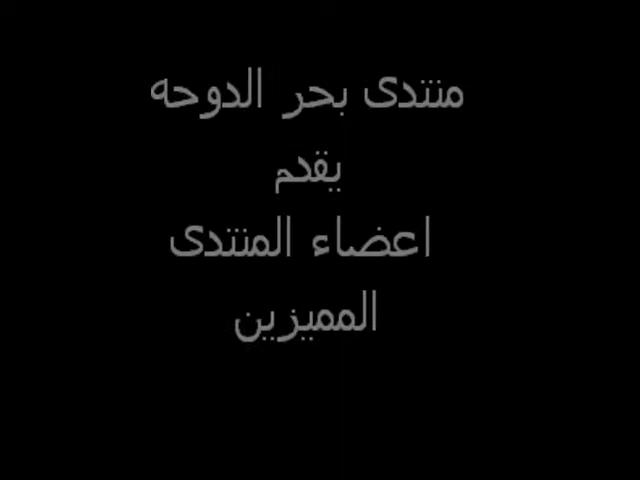 منتدى بحر الدوحه
يقدم
اعضاء المنتدى
المميزين